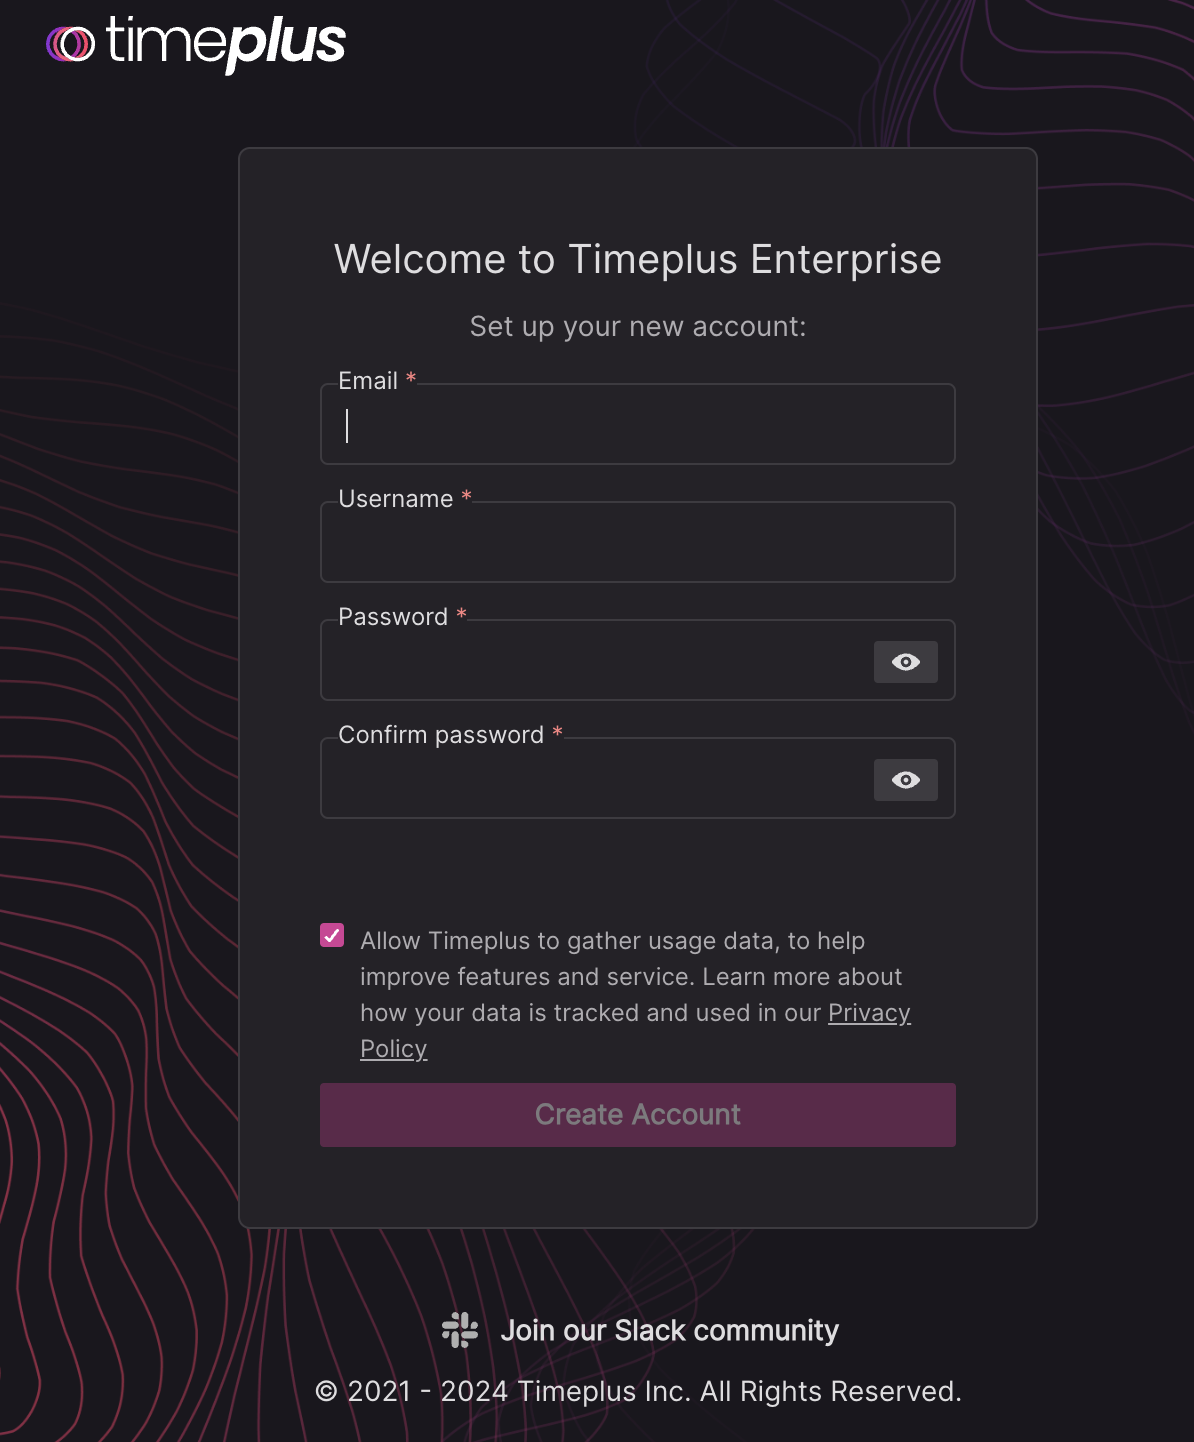 timeplus
Welcome to Timeplus Enterprise
Set up your new account:
Email *
Username *
Password *
Confirm password *
Allow Timeplus to gather usage data, to help
improve features and service. Learn more about
how your data is tracked and used in our Privacy
Policy
Create Account
Join our Slack community
© 2021 - 2024 Timeplus Inc. All Rights Reserved.